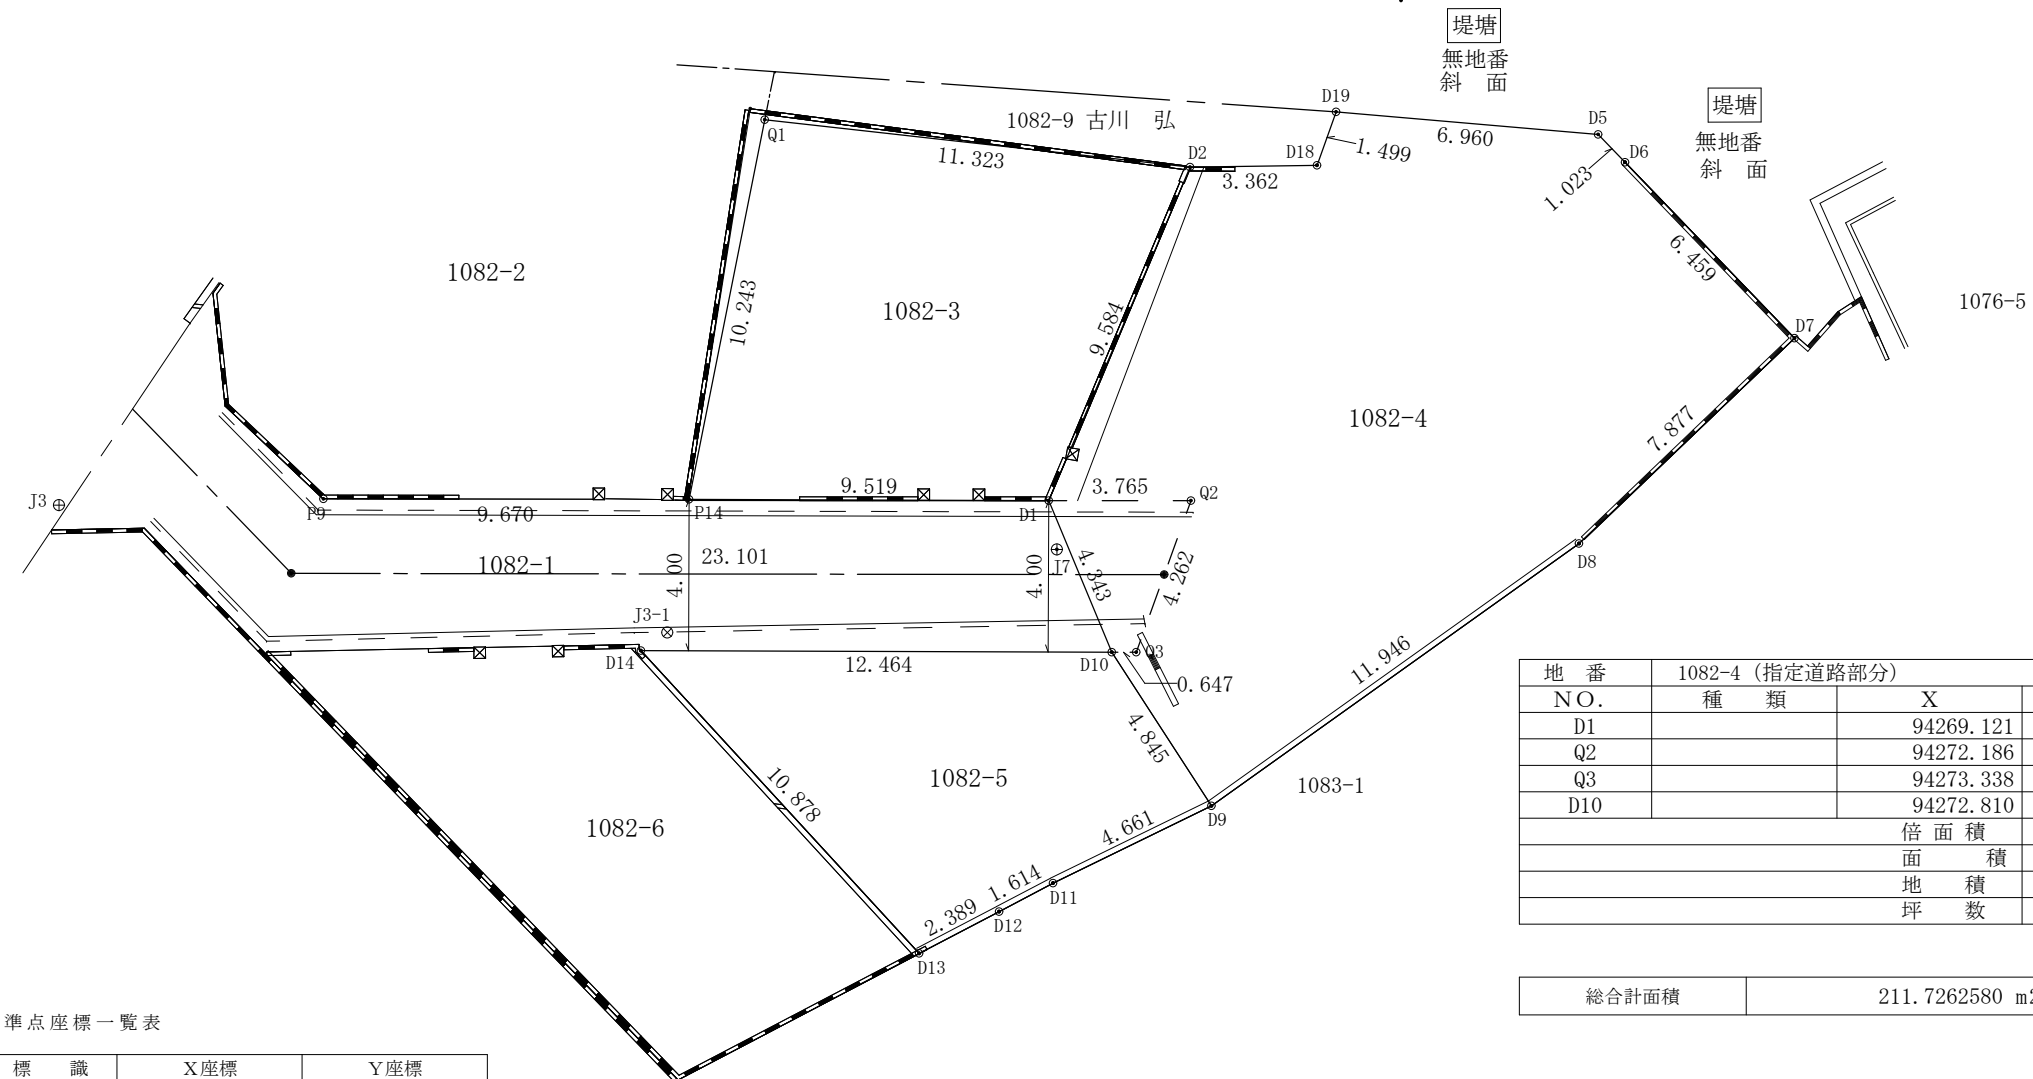 堤塘
無地番
斜　面
堤塘
無地番
斜　面
D19
D5
D6
1082-9 古川　弘
Q1
D2
D18
1.499
6.960
11.323
3.362
1.023
6.459
1082-2
1082-3
10.243
9.584
1076-5
D7
1082-4
7.877
J3
P9
9.670
P14
9.519
D1
3.765
Q2
1082-1
4.00
23.101
4.00
J7
4.343
4.262
D8
J3-1
D14
12.464
D10
Q3
0.647
11.946
4.845
10.878
1082-5
1083-1
1082-6
D9
4.661
1.614
D11
2.389
D12
D13
地　番 1082-4 (指定道路部分)
NO. 種　類 X
D1 94269.121
Q2 94272.186
Q3 94273.338
D10 94272.810
倍 面 積
面　　積
地　積
坪　数
総合計面積 211.7262580 m2
準点座標一覧表
標　識 X座標 Y座標